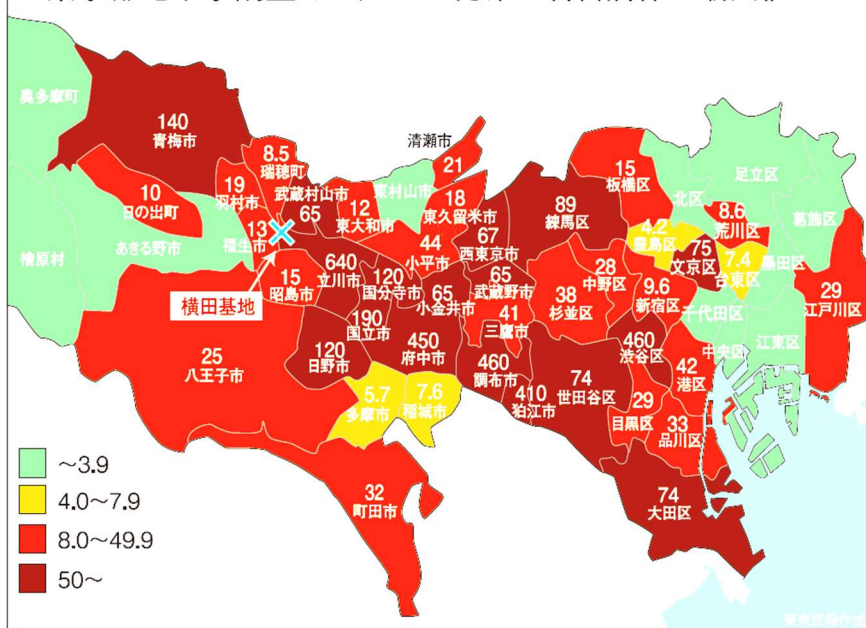 奥多摩町
140
青梅市
8.5
瑞穂町
清瀬市
21
15
板橋区
北区
足立区
10
日の出町
19
羽村市
武蔵村山市
65
12
東大和市
東村山市
18
東久留米市
89
練馬区
4.2
豊島区
75
文京区
8.6
荒川区
葛飾区
檜原村
あきる野市
13
福生市
44
小平市
67
西東京市
7.4
台東区
墨田区
横田基地
15
昭島市
640
立川市
120
国分寺市
65
小金井市
65
武蔵野市
28
中野区
9.6
新宿区
千代田区
29
江戸川区
25
八王子市
190
国立市
41
三鷹市
38
杉並区
460
渋谷区
中央区
江東区
120
日野市
450
府中市
460
調布市
410
狛江市
74
世田谷区
42
港区
5.7
多摩市
7.6
稲城市
29
目黒区
33
品川区
32
町田市
74
大田区
～3.9
4.0～7.9
8.0～49.9
50～